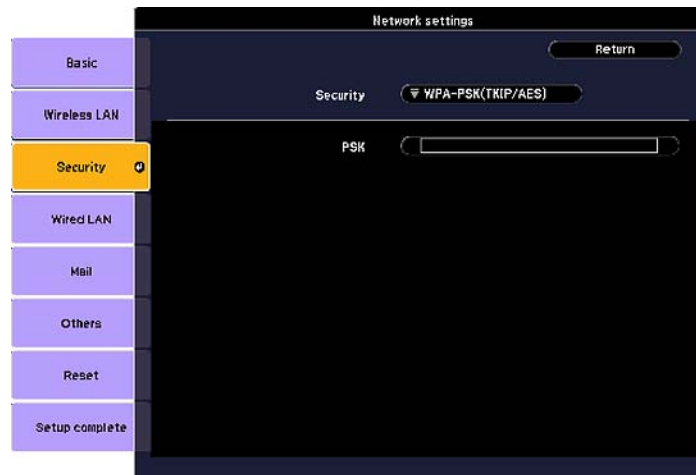 Network settings
Return
Basic
Wireless LAN
Security
Wired LAN
Mail
Others
Reset
Setup complete
Security WPA-PSK(TKIP/AES)
PSK